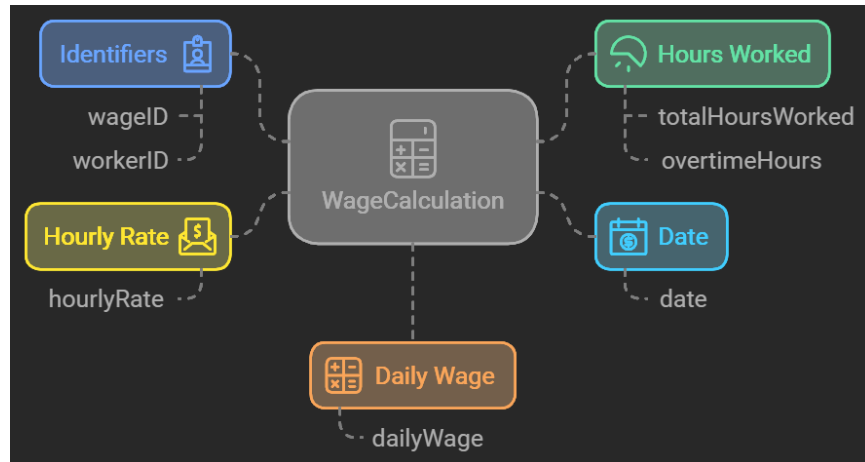 Identifiers
wageID
workerID
Hourly Rate
hourlyRate
WageCalculation
Hours Worked
totalHoursWorked
overtimeHours
Date
date
Daily Wage
dailyWage